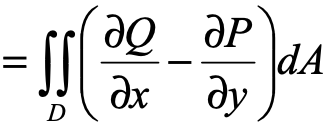 = ∬_D (∂Q/∂x − ∂P/∂y) dA